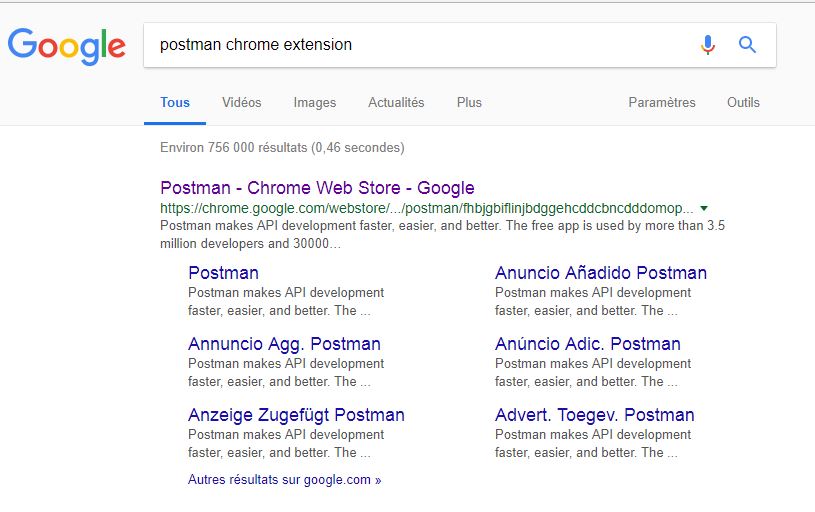 Google
postman chrome extension
Tous Vidéos Images Actualités Plus Paramètres Outils
Environ 756 000 résultats (0,46 secondes)
Postman - Chrome Web Store - Google
https://chrome.google.com/webstore/.../postman/fhbjgbiflinjbdggehcddcbncdddomop...
Postman makes API development faster, easier, and better. The free app is used by more than 3.5
million developers and 30000...
Postman
Postman makes API development
faster, easier, and better. The ...
Anuncio Añadido Postman
Postman makes API development
faster, easier, and better. The ...
Annuncio Agg. Postman
Postman makes API development
faster, easier, and better. The ...
Anúncio Adic. Postman
Postman makes API development
faster, easier, and better. The ...
Anzeige Zugefügt Postman
Postman makes API development
faster, easier, and better. The ...
Advert. Toegev. Postman
Postman makes API development
faster, easier, and better. The ...
Autres résultats sur google.com »